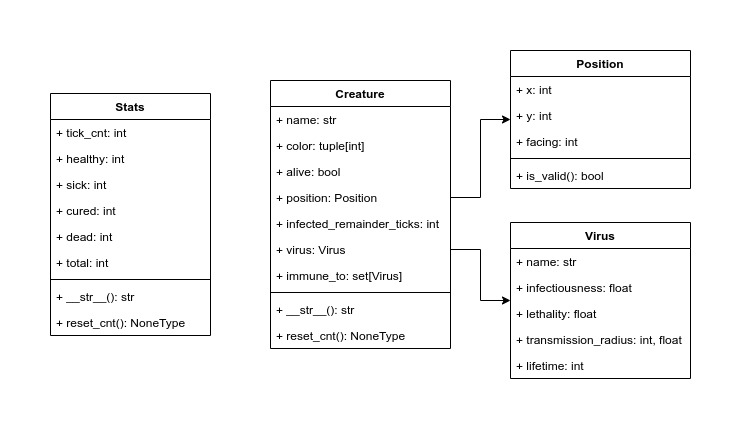 Stats
+ tick_cnt: int
+ healthy: int
+ sick: int
+ cured: int
+ dead: int
+ total: int
+ __str__(): str
+ reset_cnt(): NoneType
Creature
+ name: str
+ color: tuple[int]
+ alive: bool
+ position: Position
+ infected_remainder_ticks: int
+ virus: Virus
+ immune_to: set[Virus]
+ __str__(): str
+ reset_cnt(): NoneType
Position
+ x: int
+ y: int
+ facing: int
+ is_valid(): bool
Virus
+ name: str
+ infectiousness: float
+ lethality: float
+ transmission_radius: int, float
+ lifetime: int